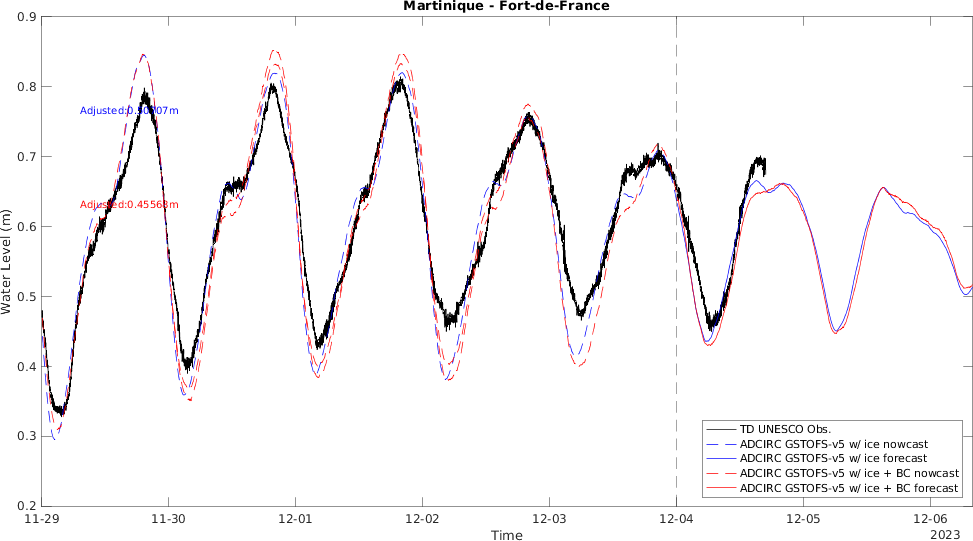 Martinique - Fort-de-France
0.9
0.8
0.7
0.6
0.5
0.4
0.3
0.2
Water Level (m)
Adjusted:0.45563m
TD UNESCO Obs.
ADCIRC GSTOFS-v5 w/ ice nowcast
ADCIRC GSTOFS-v5 w/ ice forecast
ADCIRC GSTOFS-v5 w/ ice + BC nowcast
ADCIRC GSTOFS-v5 w/ ice + BC forecast
11-29 11-30 12-01 12-02 12-03 12-04 12-05 12-06
Time
2023